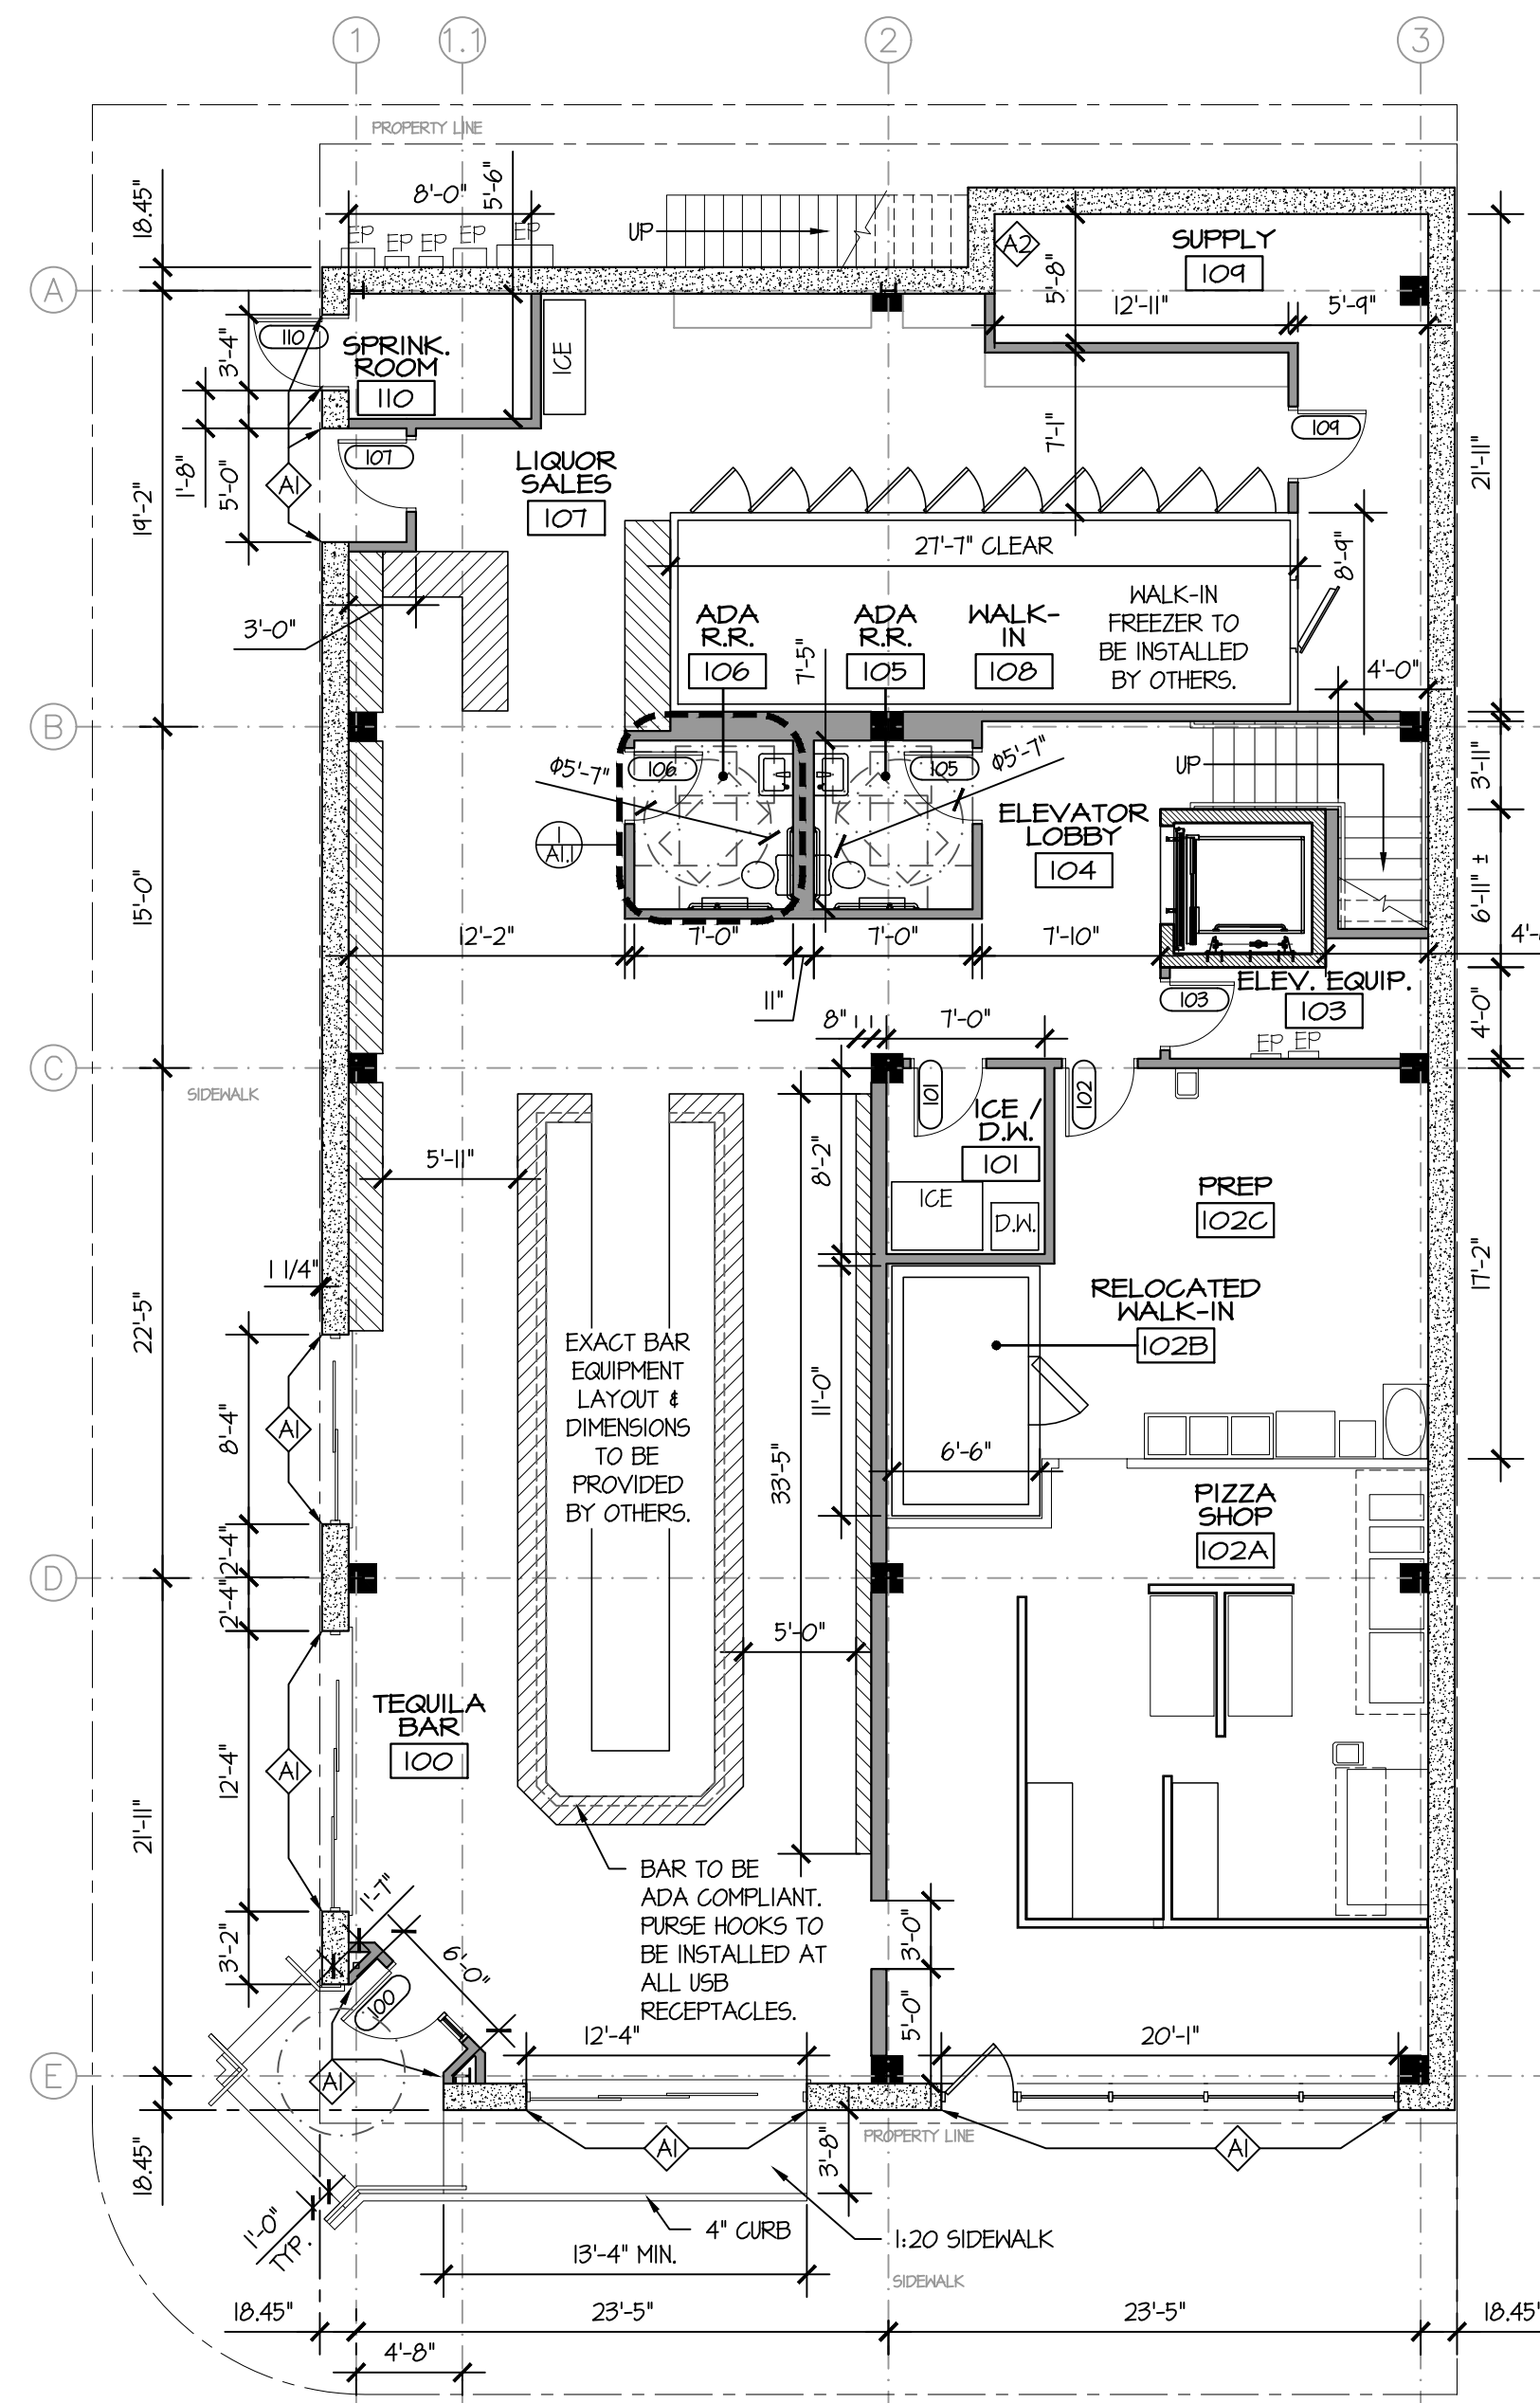 1
1.1
2
3
PROPERTY LINE
18.45"
8'-0"
5'-6"
EP
EP
EP
EP
EP
UP
A2
SUPPLY
109
5'-8"
12'-11"
5'-9"
A
110
3'-4"
SPRINK.
ROOM
110
ICE
109
7'-1"
1'-8"
5'-0"
107
A1
LIQUOR
SALES
107
19'-2"
21'-11"
27'-7" CLEAR
8'-9"
3'-0"
ADA
R.R.
106
7'-5"
ADA
R.R.
105
WALK-
IN
108
WALK-IN
FREEZER TO
BE INSTALLED
BY OTHERS.
4'-0"
B
106
Φ5'-7"
105
Φ5'-7"
UP
3'-11"
1
A1.1
ELEVATOR
LOBBY
104
15'-0"
6'-11" ±
12'-2"
7'-0"
7'-0"
7'-10"
11"
4'-
ELEV. EQUIP.
103
103
EP
EP
4'-0"
8"
7'-0"
C
SIDEWALK
101
102
ICE /
D.W.
101
ICE
D.W.
8'-2"
5'-11"
PREP
102C
17'-2"
1 1/4"
22'-5"
RELOCATED
WALK-IN
102B
EXACT BAR
EQUIPMENT
LAYOUT &
DIMENSIONS
TO BE
PROVIDED
BY OTHERS.
11'-0"
8'-4"
A1
33'-5"
6'-6"
PIZZA
SHOP
102A
2'-4"
D
2'-4"
5'-0"
TEQUILA
BAR
100
12'-4"
A1
21'-11"
BAR TO BE
ADA COMPLIANT.
PURSE HOOKS TO
BE INSTALLED AT
ALL USB
RECEPTACLES.
1'-7"
3'-2"
6'-0"
100
3'-0"
5'-0"
12'-4"
20'-1"
E
A1
A1
A1
PROPERTY LINE
3'-8"
18.45"
1'-0"
TYP.
4" CURB
1:20 SIDEWALK
13'-4" MIN.
SIDEWALK
18.45"
23'-5"
23'-5"
18.45"
4'-8"